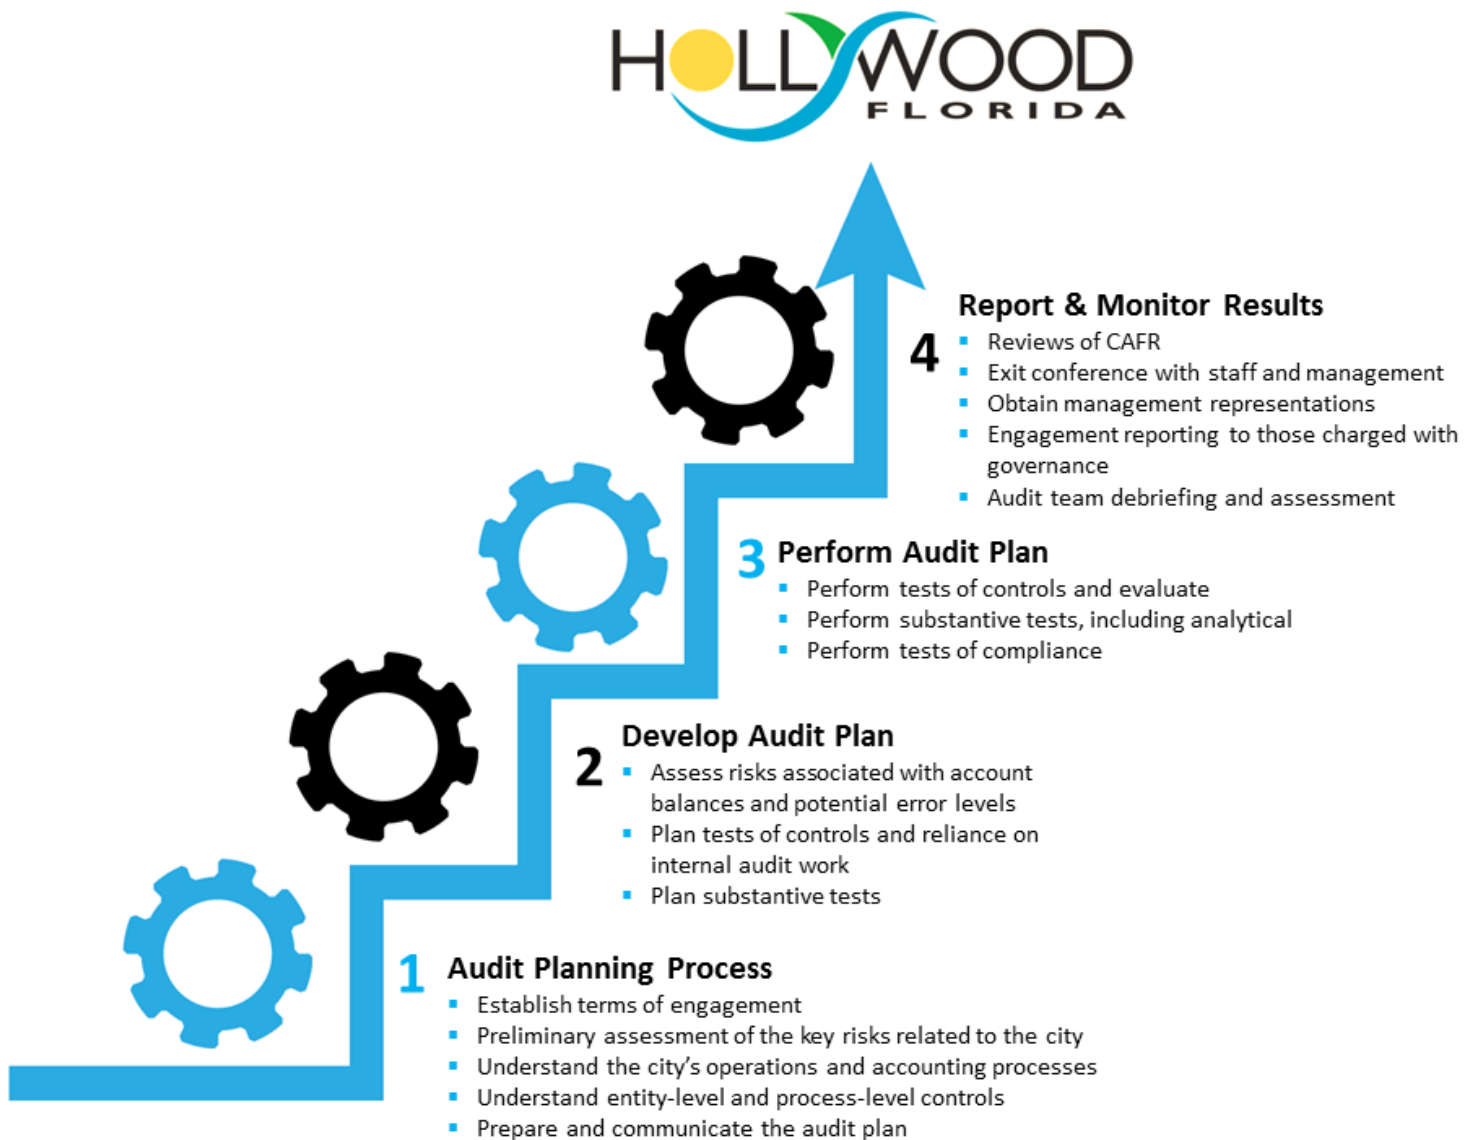 HOLLYWOOD
FLORIDA
4
Report & Monitor Results
▪ Reviews of CAFR
▪ Exit conference with staff and management
▪ Obtain management representations
▪ Engagement reporting to those charged with
governance
▪ Audit team debriefing and assessment
3
Perform Audit Plan
▪ Perform tests of controls and evaluate
▪ Perform substantive tests, including analytical
▪ Perform tests of compliance
2
Develop Audit Plan
▪ Assess risks associated with account
balances and potential error levels
▪ Plan tests of controls and reliance on
internal audit work
▪ Plan substantive tests
1
Audit Planning Process
▪ Establish terms of engagement
▪ Preliminary assessment of the key risks related to the city
▪ Understand the city's operations and accounting processes
▪ Understand entity-level and process-level controls
▪ Prepare and communicate the audit plan